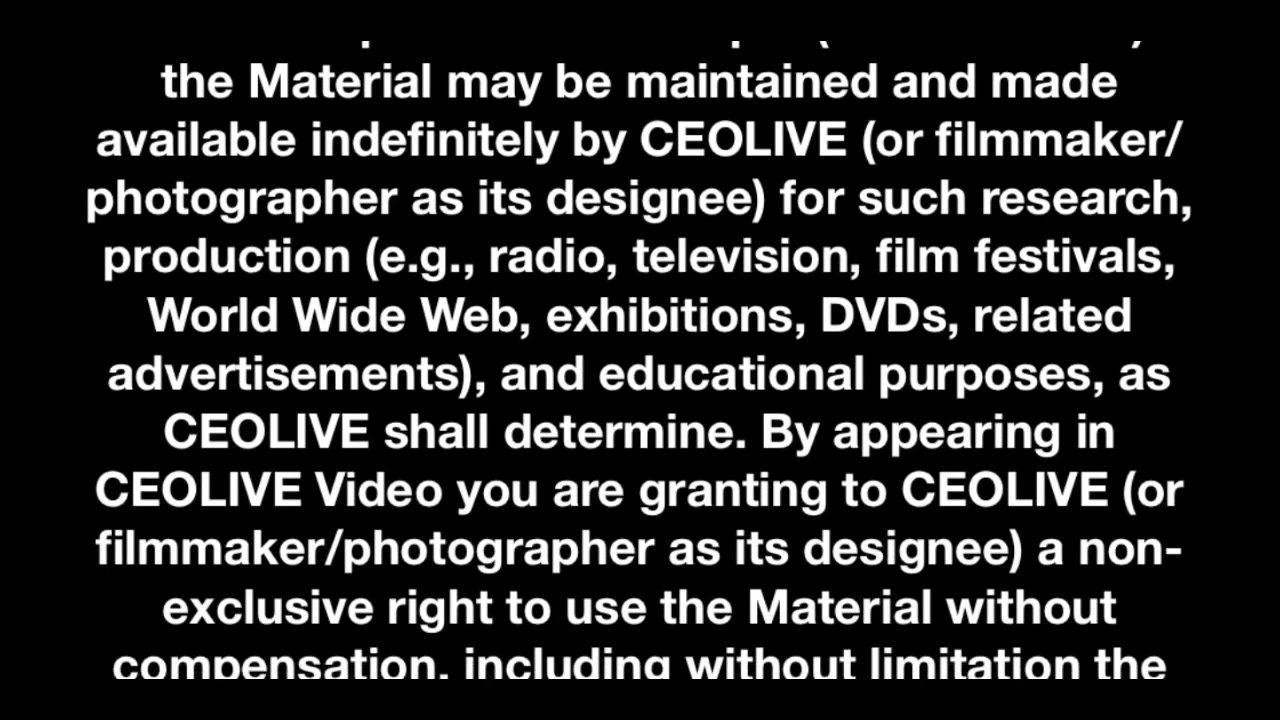 the Material may be maintained and made
available indefinitely by CEOLIVE (or filmmaker/
photographer as its designee) for such research,
production (e.g., radio, television, film festivals,
World Wide Web, exhibitions, DVDs, related
advertisements), and educational purposes, as
CEOLIVE shall determine. By appearing in
CEOLIVE Video you are granting to CEOLIVE (or
filmmaker/photographer as its designee) a non-
exclusive right to use the Material without
compensation, including without limitation the